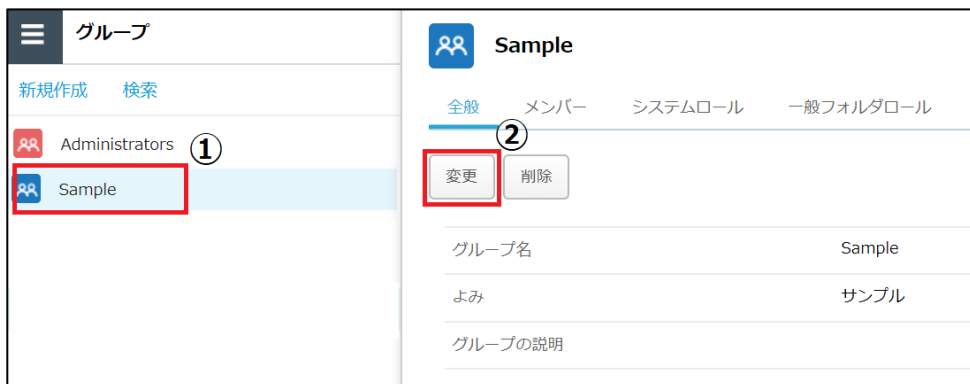 グループ
新規作成 検索
Administrators ①
Sample
Sample
全般 メンバー システムロール 一般フォルダロール
②
変更 削除
グループ名 Sample
よみ サンプル
グループの説明